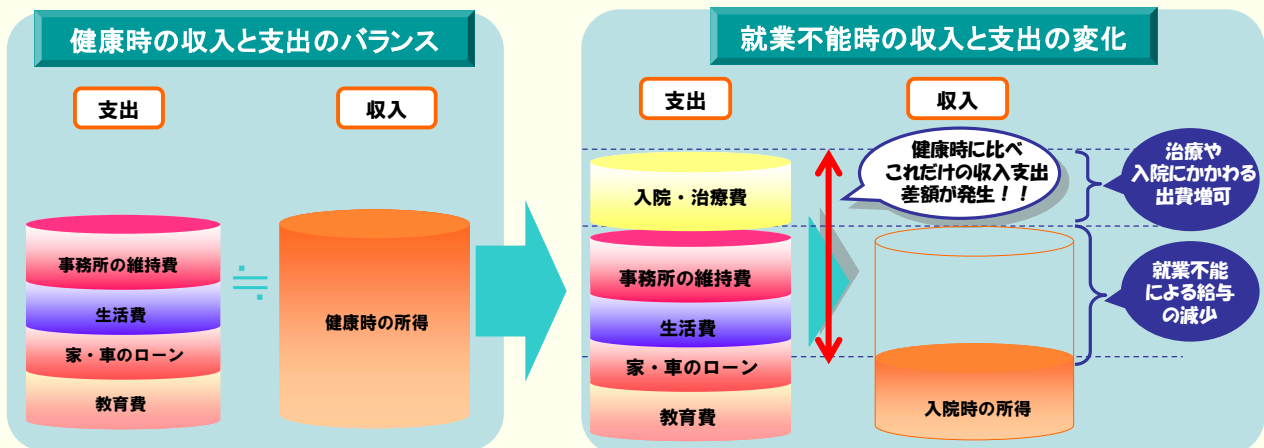 健康時の収入と支出のバランス
支出
収入
事務所の維持費
生活費
家・車のローン
教育費
≒
健康時の所得
就業不能時の収入と支出の変化
支出
収入
入院・治療費
事務所の維持費
生活費
家・車のローン
教育費
健康時に比べ
これだけの収入支出
差額が発生！！
入院時の所得
治療や
入院にかかわる
出費増可
就業不能
による給与
の減少